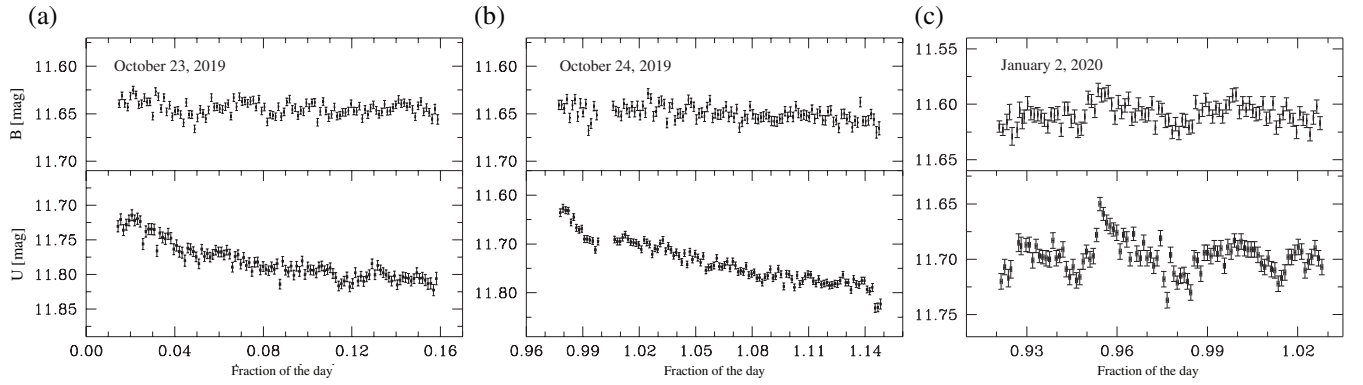 (a)
(b)
(c)
October 23, 2019
October 24, 2019
January 2, 2020
B [mag]
11.60
11.65
11.70
11.60
11.65
11.70
11.55
11.60
11.65
U [mag]
11.70
11.75
11.80
11.85
11.60
11.70
11.80
11.65
11.70
11.75
0.00 0.04 0.08 0.12 0.16
0.96 0.99 1.02 1.05 1.08 1.11 1.14
0.93 0.96 0.99 1.02
Fraction of the day
Fraction of the day
Fraction of the day